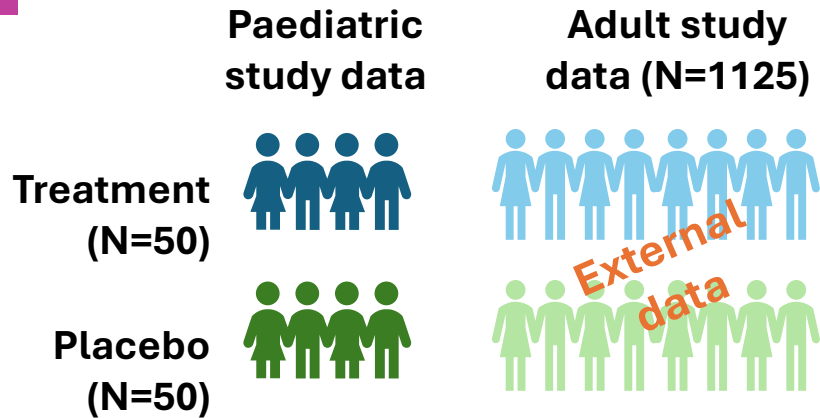 Paediatric
study data
Adult study
data (N=1125)
Treatment
(N=50)
External
data
Placebo
(N=50)